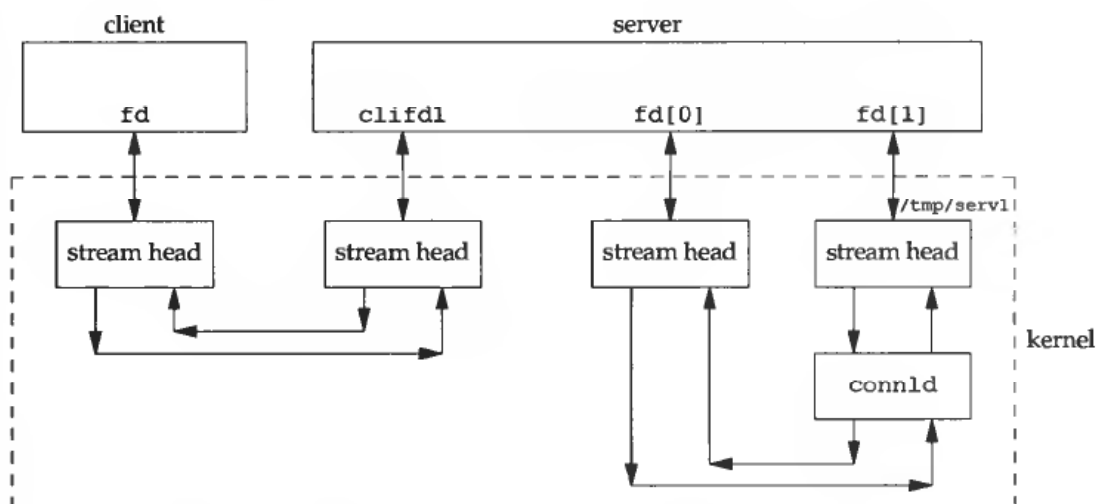 client server
fd clifd1 fd[0] fd[1]
/tmp/serv1
stream head stream head stream head stream head
kernel
connld